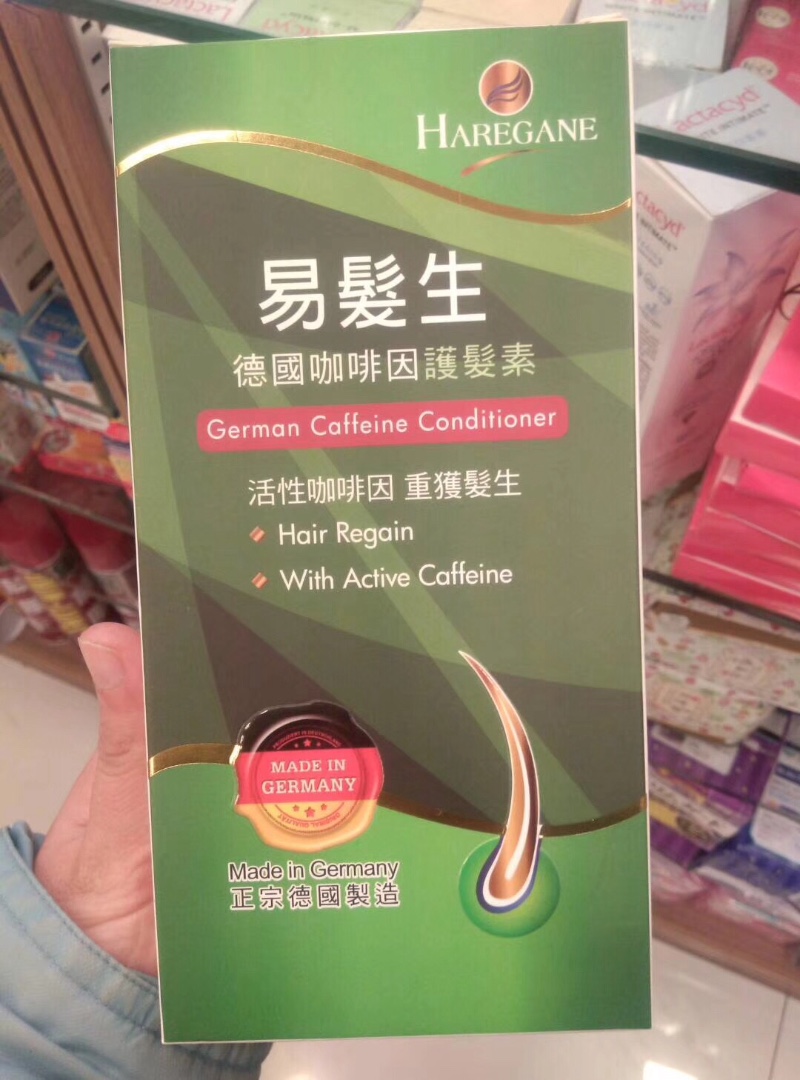 HAREGANE
易髮生
德國咖啡因護髮素
German Caffeine Conditioner
活性咖啡因 重獲髮生
Hair Regain
With Active Caffeine
MADE IN
GERMANY
Made in Germany
正宗德國製造
actacyd
ctacyd